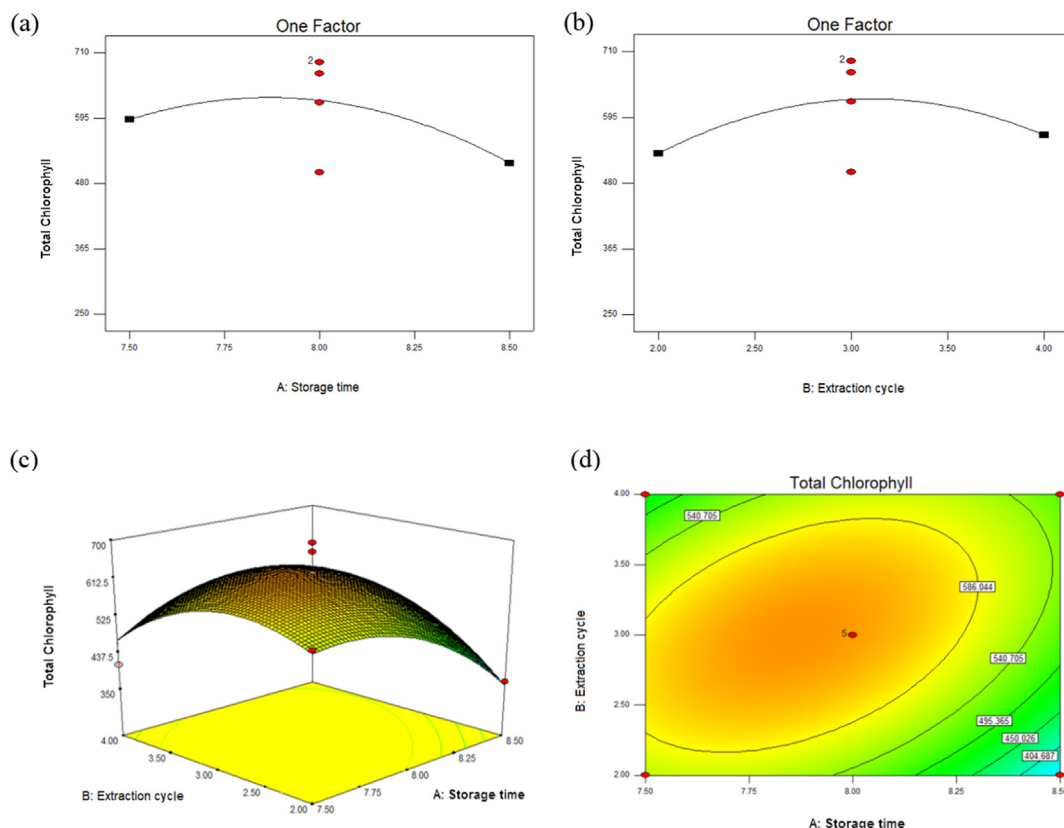 (a)
One Factor
710
595
480
365
250
2
Total Chlorophyll
7.50 7.75 8.00 8.25 8.50
A: Storage time
(b)
One Factor
710
595
480
365
250
2
Total Chlorophyll
2.00 2.50 3.00 3.50 4.00
B: Extraction cycle
(c)
700
612.5
525
437.5
350
Total Chlorophyll
4.00
3.50
3.00
2.50
2.00
B: Extraction cycle
7.50
7.75
8.00
8.25
8.50
A: Storage time
(d)
Total Chlorophyll
4.00
3.50
3.00
2.50
2.00
B: Extraction cycle
540.705
586.044
5
540.705
495.365
450.026
404.687
7.50 7.75 8.00 8.25 8.50
A: Storage time